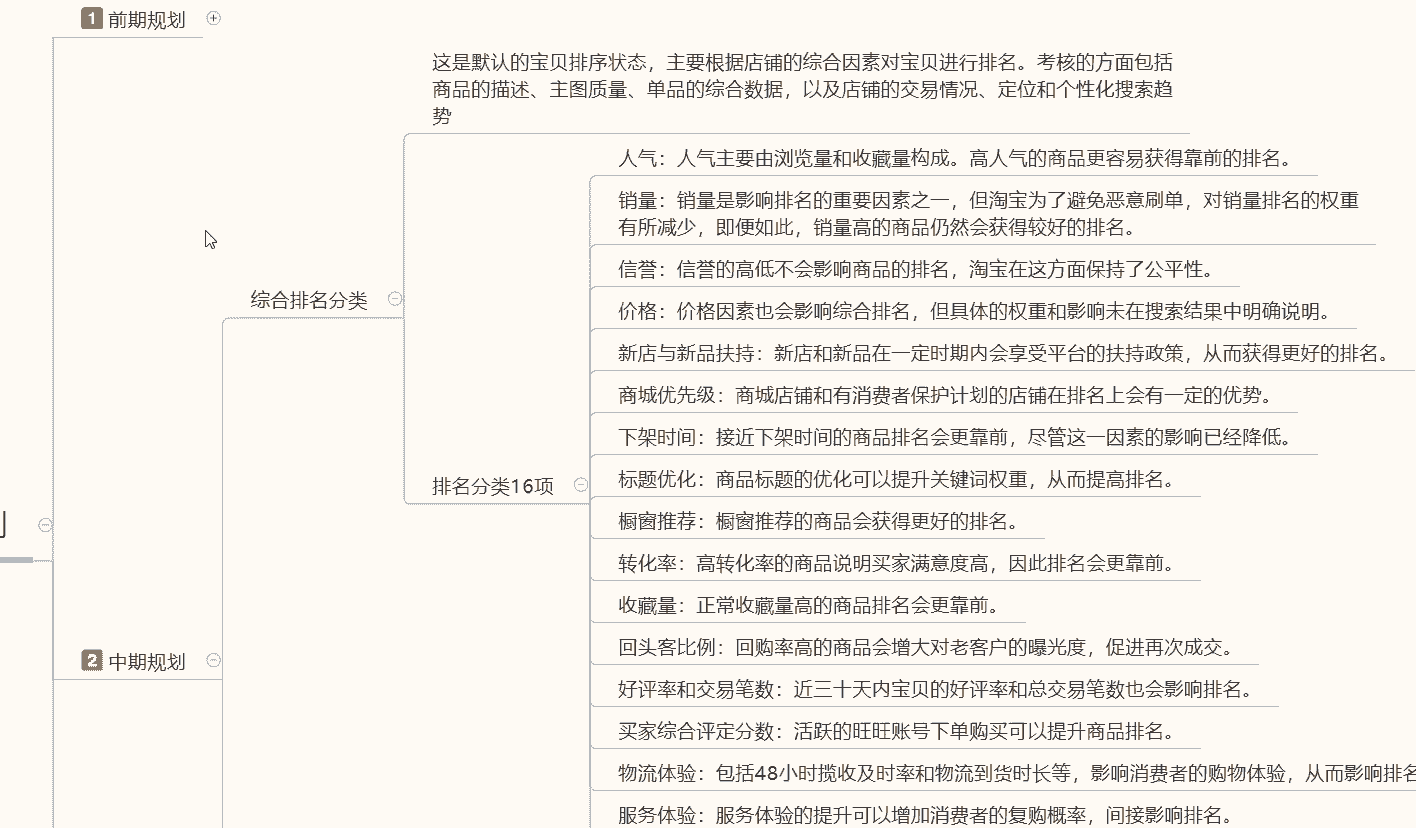 1 前期规划
这是默认的宝贝排序状态，主要根据店铺的综合因素对宝贝进行排名。考核的方面包括
商品的描述、主图质量、单品的综合数据，以及店铺的交易情况、定位和个性化搜索趋
势
人气：人气主要由浏览量和收藏量构成。高人气的商品更容易获得靠前的排名。
销量：销量是影响排名的重要因素之一，但淘宝为了避免恶意刷单，对销量排名的权重
有所减少，即便如此，销量高的商品仍然会获得较好的排名。
信誉：信誉的高低不会影响商品的排名，淘宝在这方面保持了公平性。
综合排名分类
价格：价格因素也会影响综合排名，但具体的权重和影响未在搜索结果中明确说明。
新店与新品扶持：新店和新品在一定时期内会享受平台的扶持政策，从而获得更好的排名。
商城优先级：商城店铺和有消费者保护计划的店铺在排名上会有一定的优势。
下架时间：接近下架时间的商品排名会更靠前，尽管这一因素的影响已经降低。
排名分类16项
标题优化：商品标题的优化可以提升关键词权重，从而提高排名。
橱窗推荐：橱窗推荐的商品会获得更好的排名。
转化率：高转化率的商品说明买家满意度高，因此排名会更靠前。
收藏量：正常收藏量高的商品排名会更靠前。
回头客比例：回购率高的商品会增大对老客户的曝光度，促进再次成交。
2 中期规划
好评率和交易笔数：近三十天内宝贝的好评率和总交易笔数也会影响排名。
买家综合评定分数：活跃的旺旺账号下单购买可以提升商品排名。
物流体验：包括48小时揽收及时率和物流到货时长等，影响消费者的购物体验，从而影响排名
服务体验：服务体验的提升可以增加消费者的复购概率，间接影响排名。